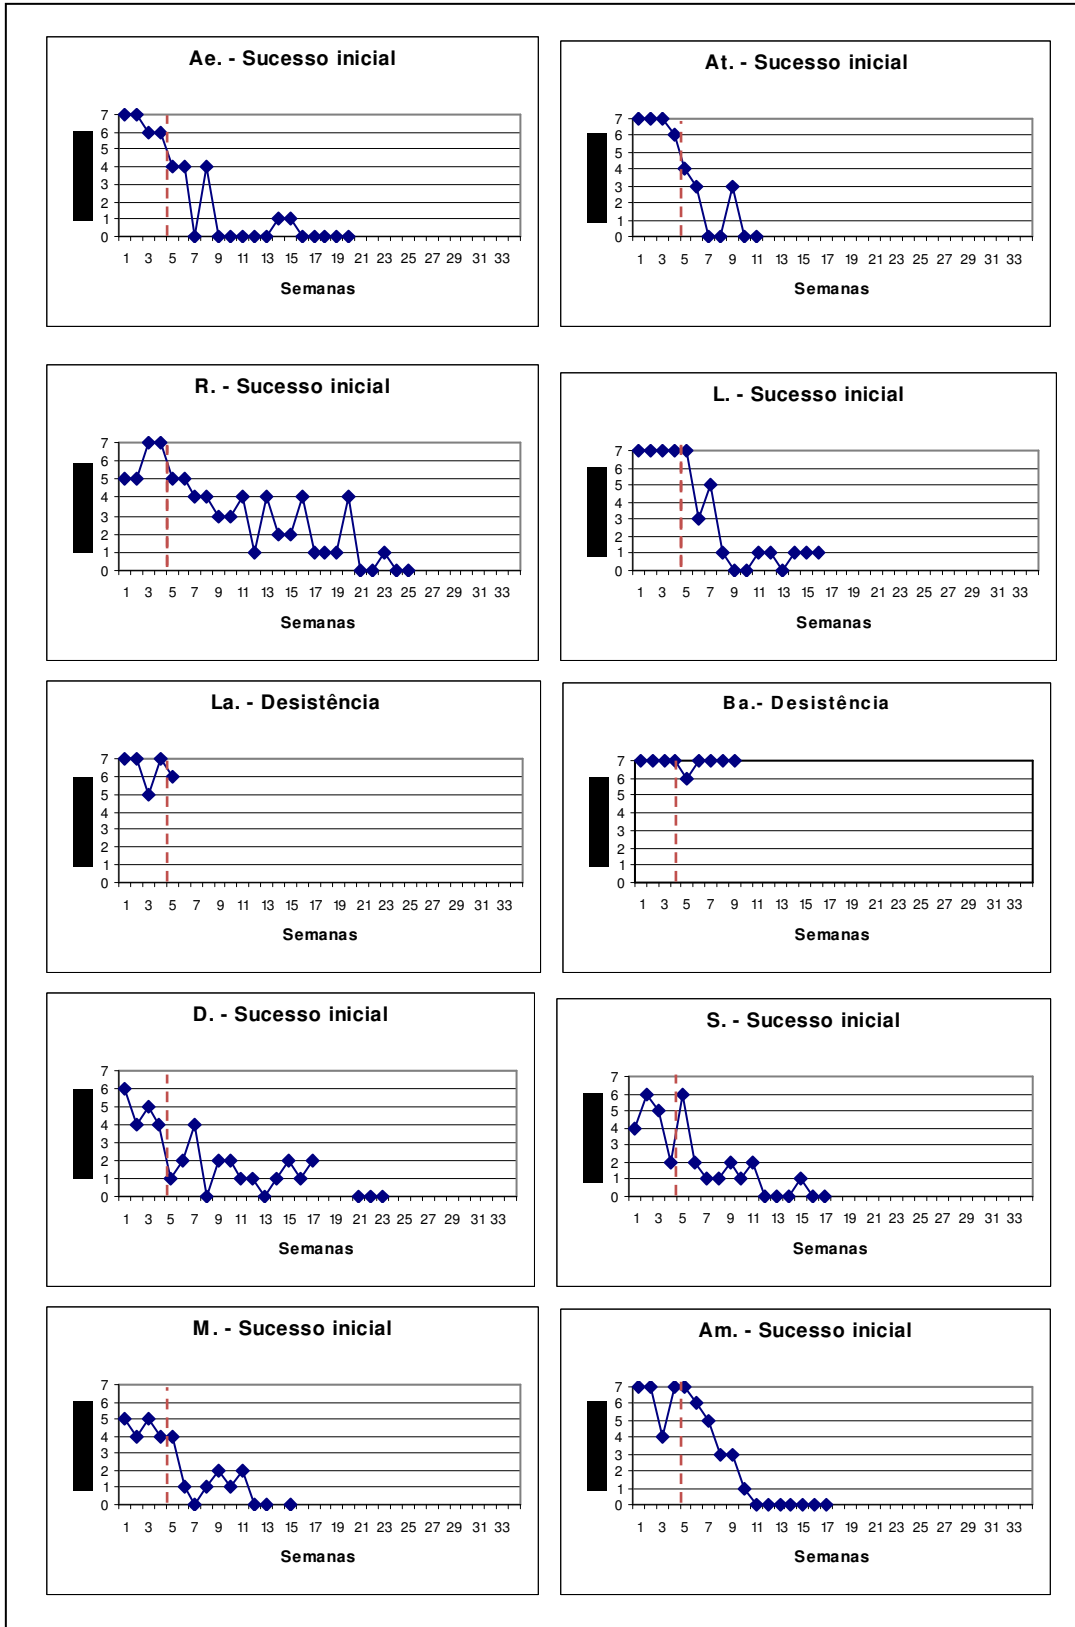 Ae. - Sucesso inicial
7
6
5
4
3
2
1
0
1 3 5 7 9 11 13 15 17 19 21 23 25 27 29 31 33
Semanas
At. - Sucesso inicial
7
6
5
4
3
2
1
0
1 3 5 7 9 11 13 15 17 19 21 23 25 27 29 31 33
Semanas
R. - Sucesso inicial
7
6
5
4
3
2
1
0
1 3 5 7 9 11 13 15 17 19 21 23 25 27 29 31 33
Semanas
L. - Sucesso inicial
7
6
5
4
3
2
1
0
1 3 5 7 9 11 13 15 17 19 21 23 25 27 29 31 33
Semanas
La. - Desistência
7
6
5
4
3
2
1
0
1 3 5 7 9 11 13 15 17 19 21 23 25 27 29 31 33
Semanas
Ba.- Desistência
7
6
5
4
3
2
1
0
1 3 5 7 9 11 13 15 17 19 21 23 25 27 29 31 33
Semanas
D. - Sucesso inicial
7
6
5
4
3
2
1
0
1 3 5 7 9 11 13 15 17 19 21 23 25 27 29 31 33
Semanas
S. - Sucesso inicial
7
6
5
4
3
2
1
0
1 3 5 7 9 11 13 15 17 19 21 23 25 27 29 31 33
Semanas
M. - Sucesso inicial
7
6
5
4
3
2
1
0
1 3 5 7 9 11 13 15 17 19 21 23 25 27 29 31 33
Semanas
Am. - Sucesso inicial
7
6
5
4
3
2
1
0
1 3 5 7 9 11 13 15 17 19 21 23 25 27 29 31 33
Semanas